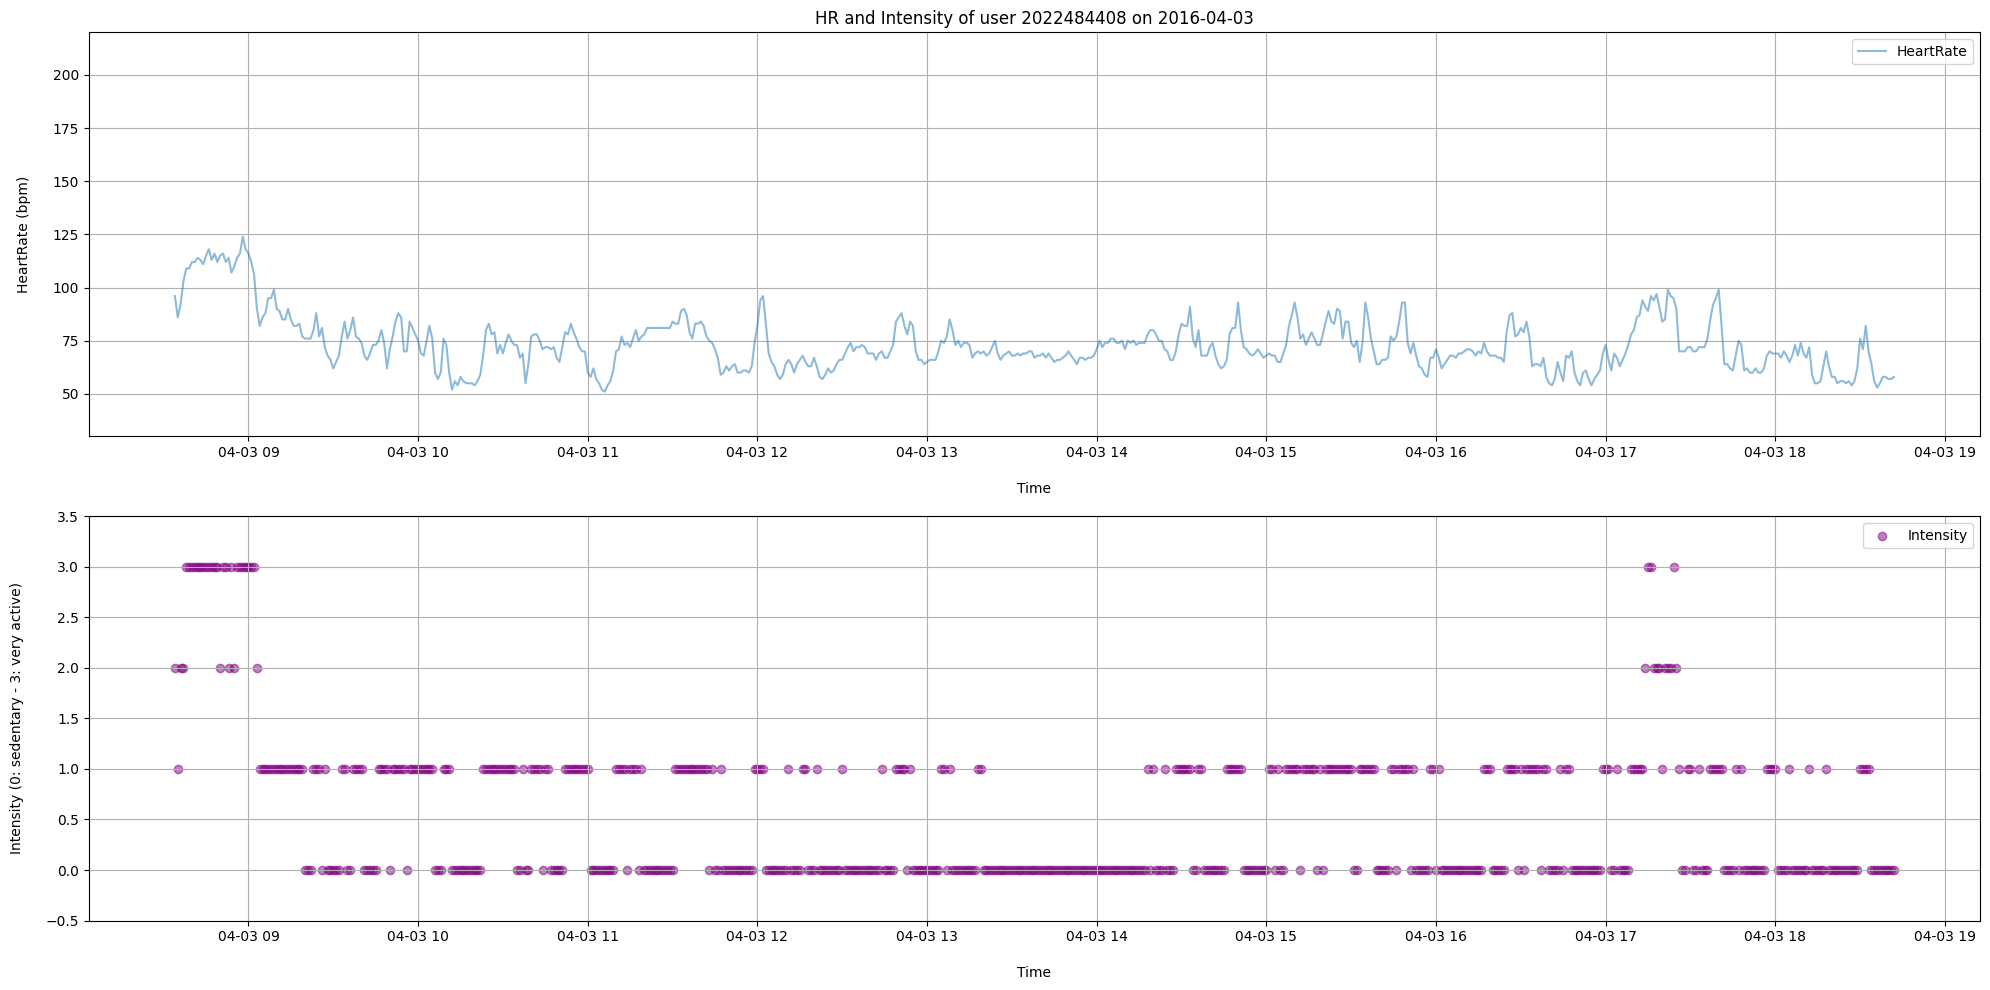 HR and Intensity of user 2022484408 on 2016-04-03
HeartRate
200
175
150
125
100
75
50
HeartRate (bpm)
04-03 09 04-03 10 04-03 11 04-03 12 04-03 13 04-03 14 04-03 15 04-03 16 04-03 17 04-03 18 04-03 19
Time
Intensity
3.5
3.0
2.5
2.0
1.5
1.0
0.5
0.0
−0.5
Intensity (0: sedentary - 3: very active)
04-03 09 04-03 10 04-03 11 04-03 12 04-03 13 04-03 14 04-03 15 04-03 16 04-03 17 04-03 18 04-03 19
Time